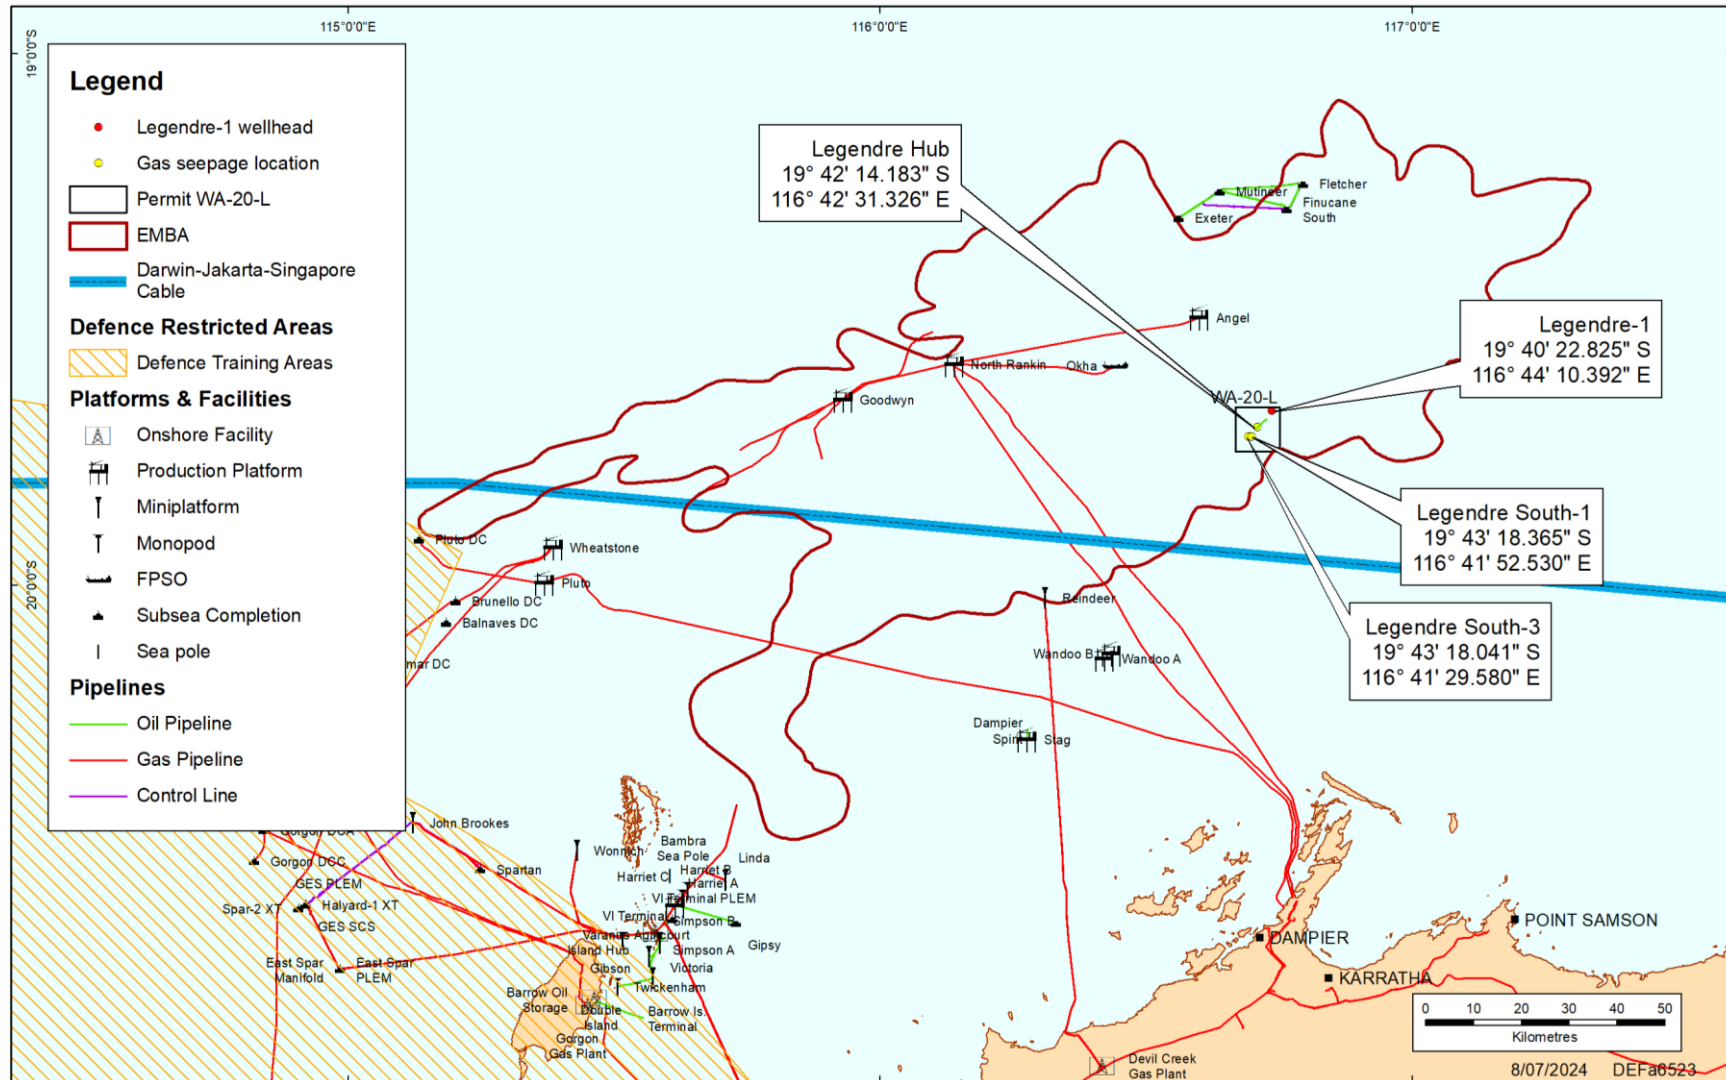 115°0'0"E
116°0'0"E
117°0'0"E
19°0'0"S
20°0'0"S
Legend
Legendre-1 wellhead
Gas seepage location
Permit WA-20-L
EMBA
Darwin-Jakarta-Singapore
Cable
Defence Restricted Areas
Defence Training Areas
Platforms & Facilities
Onshore Facility
Production Platform
Miniplatform
Monopod
FPSO
Subsea Completion
Sea pole
Pipelines
Oil Pipeline
Gas Pipeline
Control Line
Legendre Hub
19° 42' 14.183" S
116° 42' 31.326" E
Mutineer
Fletcher
Finucane
South
Exeter
Angel
North Rankin
Okha
Goodwyn
Legendre-1
19° 40' 22.825" S
116° 44' 10.392" E
WA-20-L
Legendre South-1
19° 43' 18.365" S
116° 41' 52.530" E
Legendre South-3
19° 43' 18.041" S
116° 41' 29.580" E
Pluto DC
Wheatstone
Pluto
Brunello DC
Balnaves DC
mar DC
Reindeer
Wandoo B
Wandoo A
Dampier
Spirit
Stag
John Brookes
Gorgon DCA
Gorgon DCC
Spartan
GES PLEM
Spar-2 XT
Halyard-1 XT
GES SCS
East Spar
Manifold
East Spar
PLEM
Wonnich
Bambra
Sea Pole
Linda
Harriet C
Harriet B
Harriet A
VI Terminal PLEM
VI Terminal
Simpson B
Gipsy
Varanus
Island Hub
Agincourt
Simpson A
Gibson
Victoria
Twickenham
Barrow Oil
Storage
Double
Island
Barrow Is.
Terminal
Gorgon
Gas Plant
POINT SAMSON
DAMPIER
KARRATHA
Devil Creek
Gas Plant
0 10 20 30 40 50
Kilometres
8/07/2024 DEFa6523